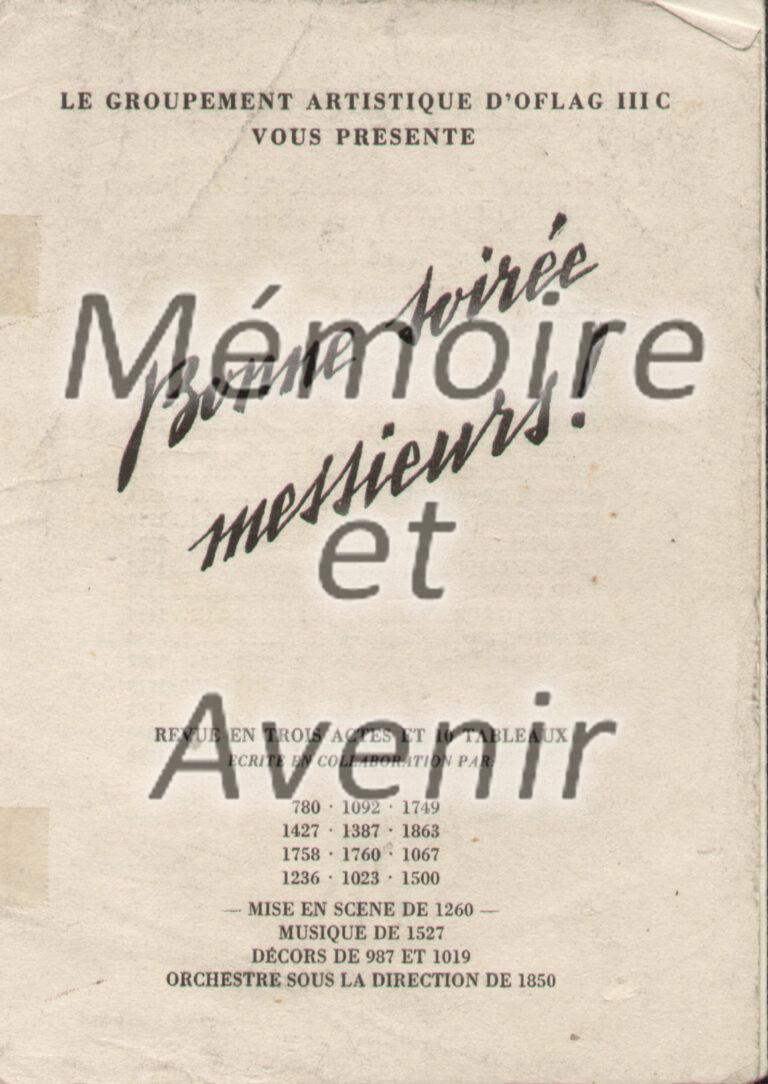 LE GROUPEMENT ARTISTIQUE D'OFLAG III C
VOUS PRESENTE
Bonne soirée
messieurs!
Mémoire
et
Avenir
REVUE EN TROIS ACTES ET 10 TABLEAUX
ECRITE EN COLLABORATION PAR:
780 · 1092 · 1749
1427 · 1387 · 1863
1758 · 1760 · 1067
1236 · 1023 · 1500
— MISE EN SCENE DE 1260 —
MUSIQUE DE 1527
DÉCORS DE 987 ET 1019
ORCHESTRE SOUS LA DIRECTION DE 1850